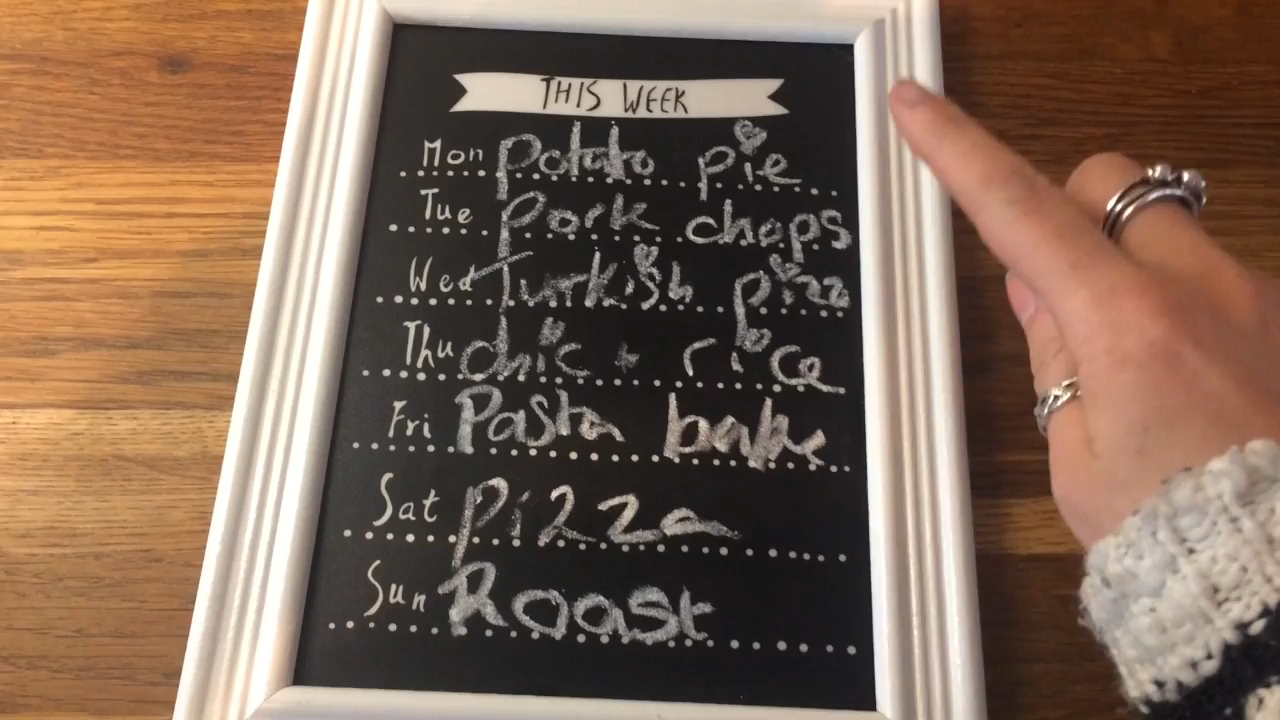 THIS WEEK
Mon Potato pie
Tue Pork chops
Wed Turkish pizza
Thu chic + rice
Fri Pasta bake
Sat Pizza
Sun Roast